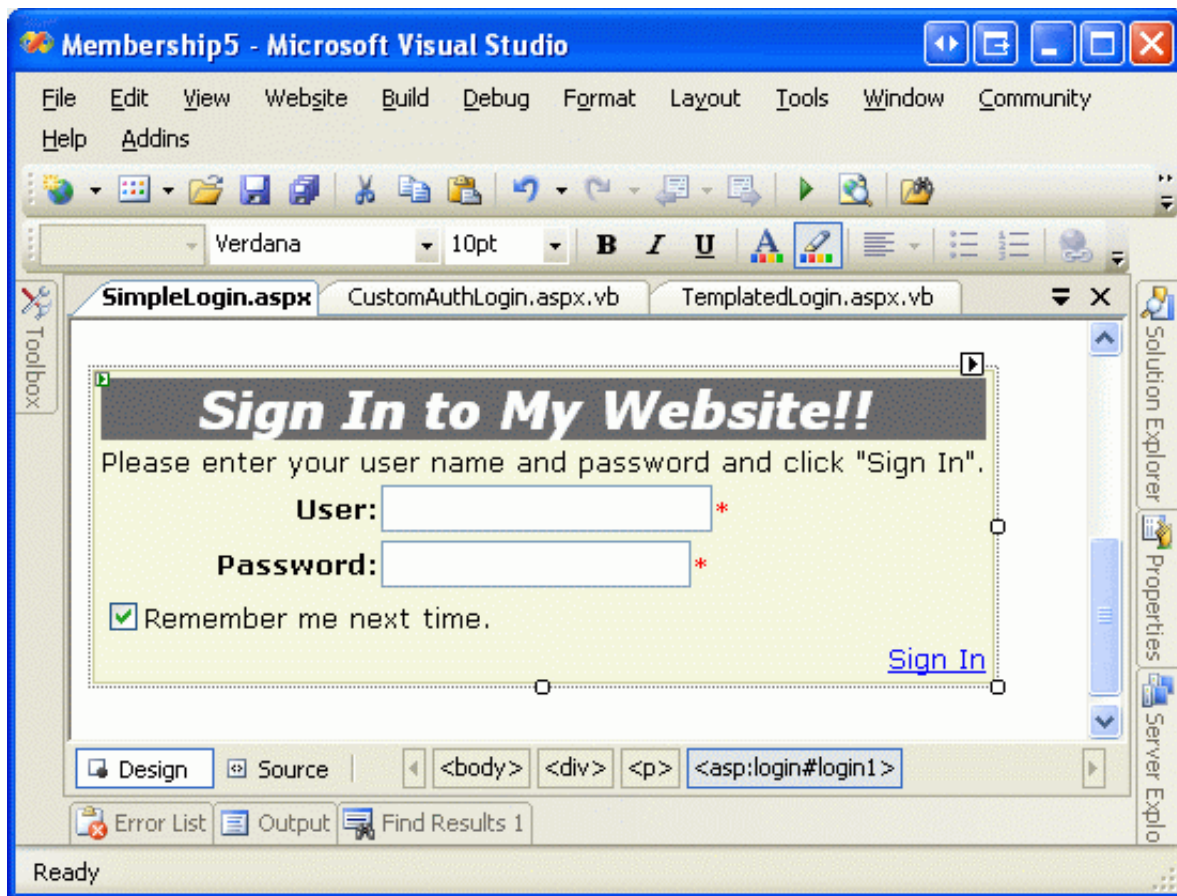 Membership5 - Microsoft Visual Studio
File Edit View Website Build Debug Format Layout Tools Window Community
Help Addins
Verdana 10pt B I U A
SimpleLogin.aspx CustomAuthLogin.aspx.vb TemplatedLogin.aspx.vb
Toolbox
Sign In to My Website!!
Please enter your user name and password and click "Sign In".
User: *
Password: *
Remember me next time.
Sign In
Solution Explorer
Properties
Server Explo
Design Source <body> <div> <p> <asp:login#login1>
Error List Output Find Results 1
Ready